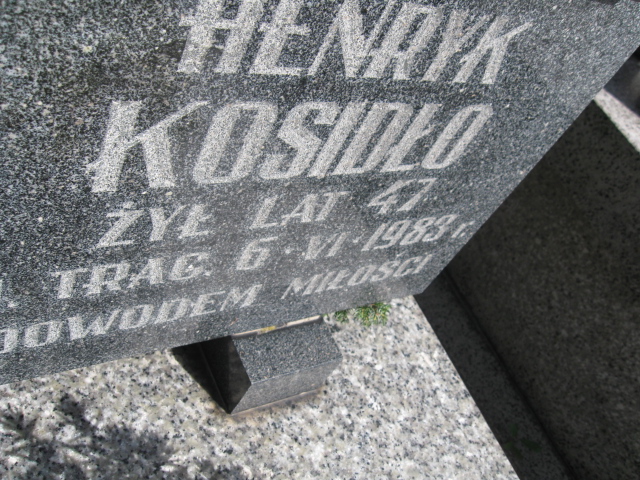 HENRYK
KOSIDŁO
ŻYŁ LAT 47
TRAG. 6·VI·1983 r.
DOWODEM MIŁOŚCI